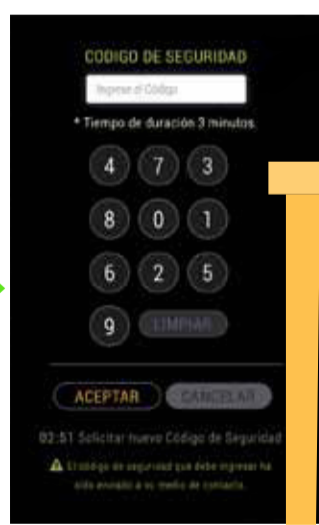 CODIGO DE SEGURIDAD
Ingrese el Código
* Tiempo de duración 3 minutos.
4 7 3
8 0 1
6 2 5
9 LIMPIAR
ACEPTAR CANCELAR
02:51 Solicitar nuevo Código de Seguridad
El código de seguridad que debe ingresar ha
sido enviado a su medio de contacto.